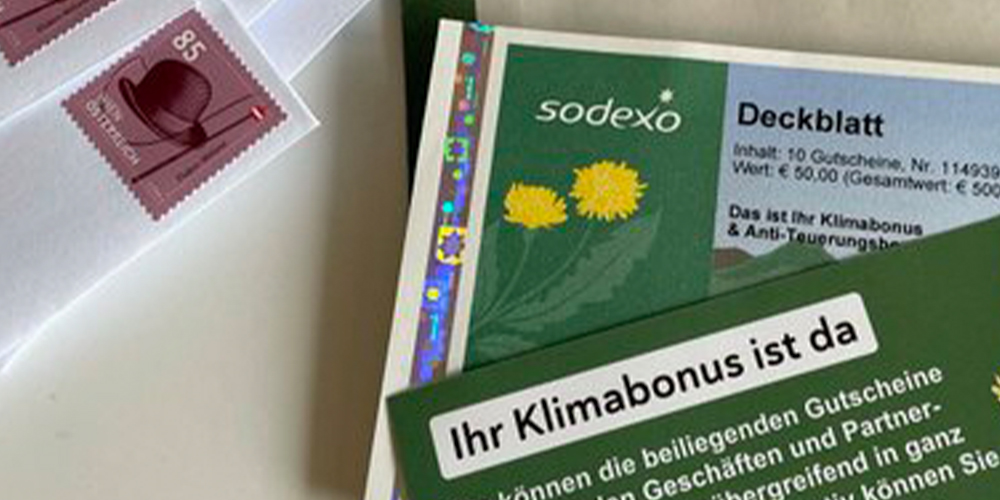 85
WIEN
ÖSTERREICH
sodexo
Deckblatt
Inhalt: 10 Gutscheine, Nr. 114939
Wert: € 50,00 (Gesamtwert: € 500
Das ist Ihr Klimabonus
& Anti-Teuerungsbo
Ihr Klimabonus ist da
können die beiliegenden Gutscheine
Geschäften und Partner-
übergreifend in ganz
können Sie